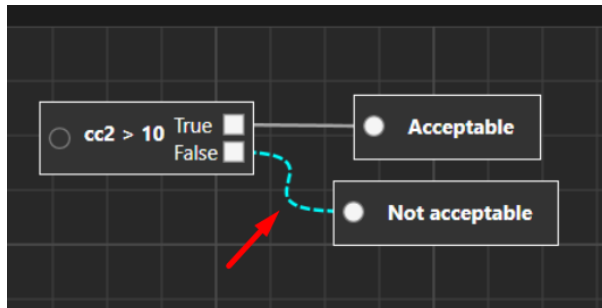 cc2 > 10
True
False
Acceptable
Not acceptable